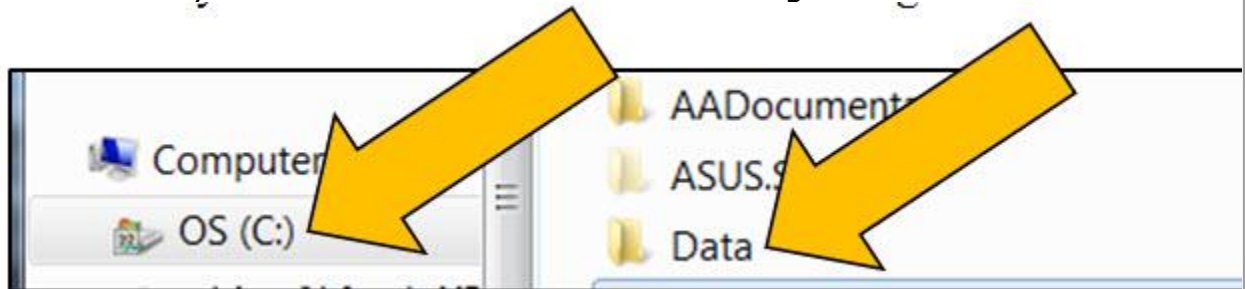 Computer
OS (C:)
AADocument
ASUS.
Data